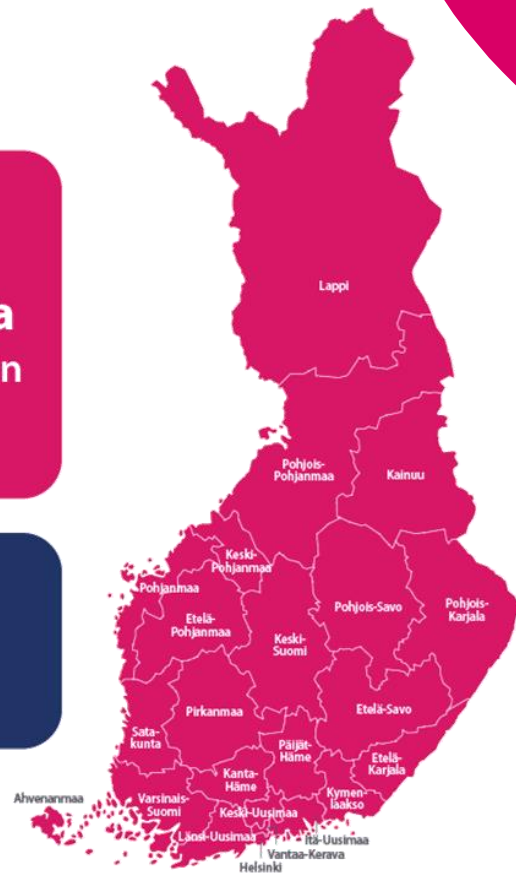 a
n
Lappi
Pohjois-
Pohjanmaa
Kainuu
Keski-
Pohjanmaa
Pohjanmaa
Etelä-
Pohjanmaa
Keski-
Suomi
Pohjois-Savo
Pohjois-
Karjala
Pirkanmaa
Etelä-Savo
Sata-
kunta
Päijät-
Häme
Etelä-
Karjala
Kanta-
Häme
Kymen-
laakso
Ahvenanmaa
Varsinais-
Suomi
Keski-Uusimaa
Länsi-Uusimaa
Itä-Uusimaa
Vantaa-Kerava
Helsinki